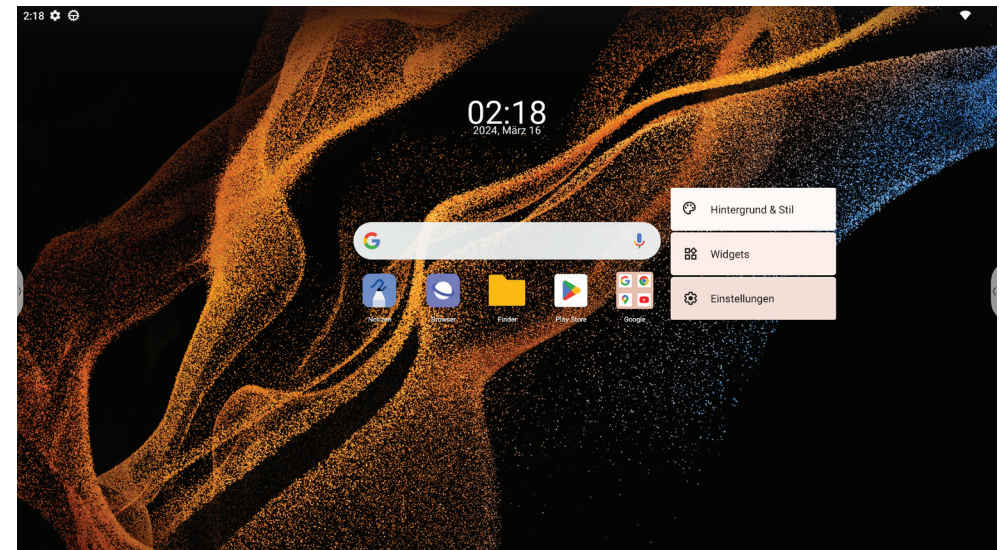 2:18
02:18
2024, März 16
Hintergrund & Stil
Widgets
Einstellungen
Notizen
Browser
Finder
Play Store
Google